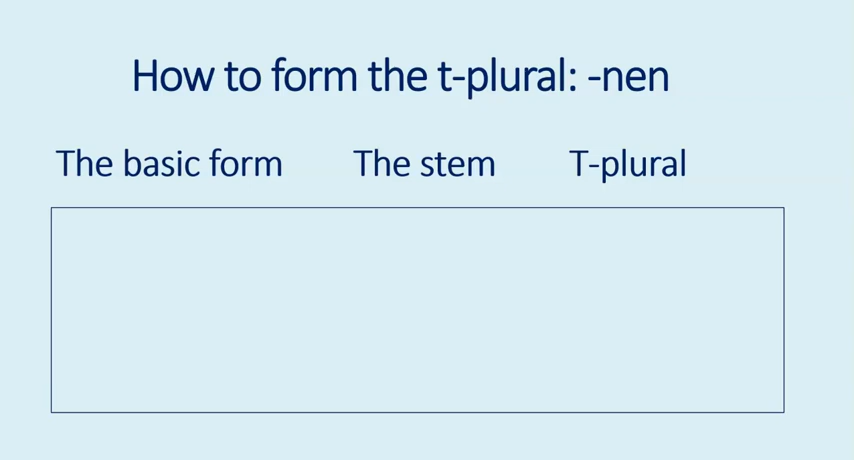 How to form the t-plural: -nen
The basic form The stem T-plural